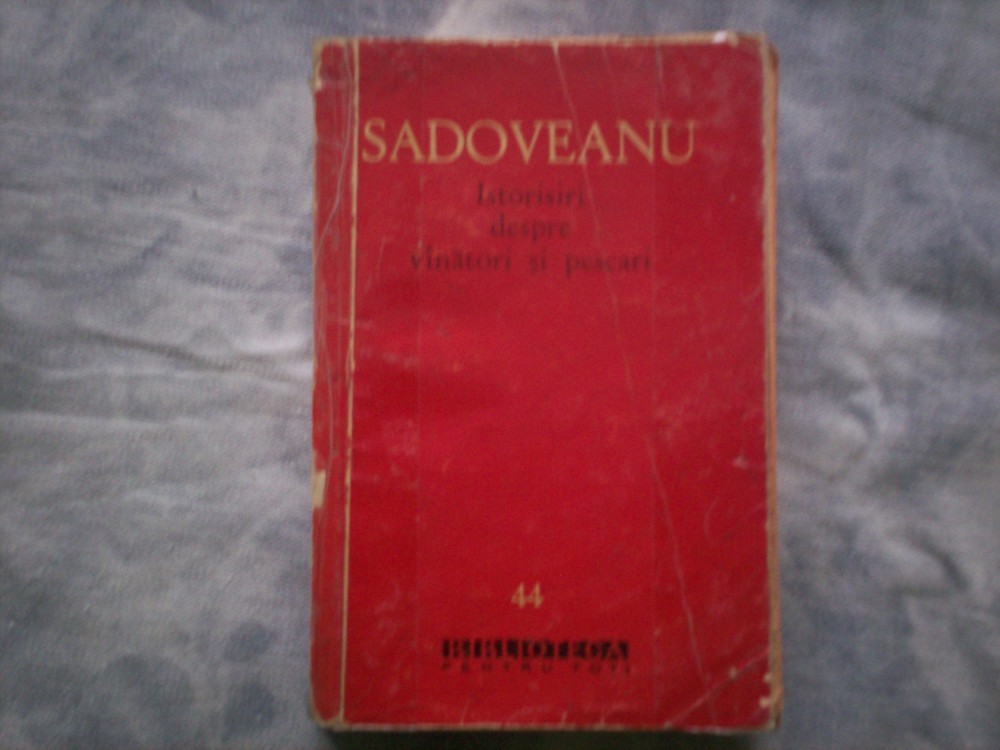 SADOVEANU
Istorisiri
despre
vînători și pescari
44
BIBLIOTECA
PENTRU TOȚI